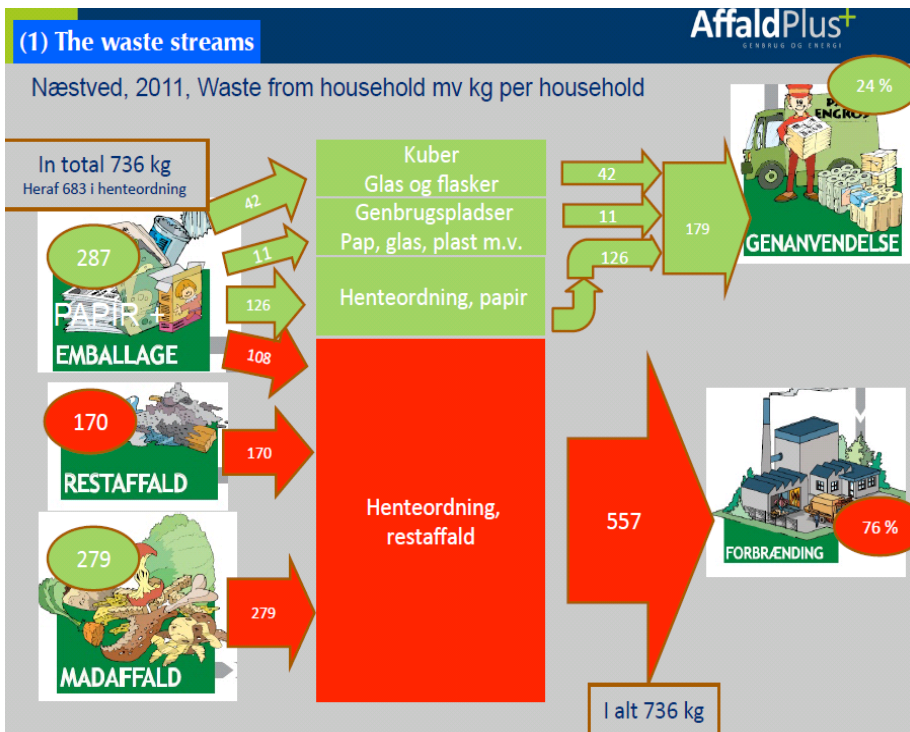 (1) The waste streams
AffaldPlus+
GENBRUG OG ENERGI
Næstved, 2011, Waste from household mv kg per household
In total 736 kg
Heraf 683 i henteordning
287
PAPIR +
EMBALLAGE
42
11
126
108
170
RESTAFFALD
170
279
MADAFFALD
279
Kuber
Glas og flasker
Genbrugspladser
Pap, glas, plast m.v.
Henteordning, papir
Henteordning,
restaffald
42
11
126
179
24 %
ENGROS
GENANVENDELSE
557
76 %
FORBRÆNDING
I alt 736 kg